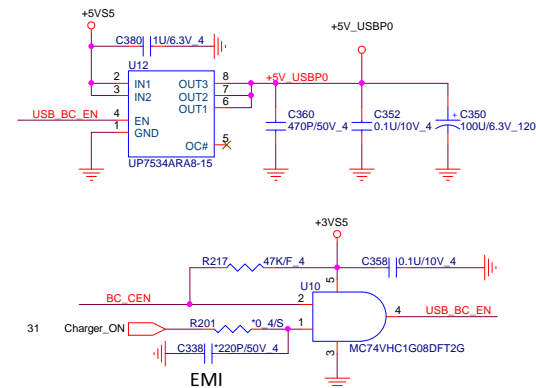 +5VS5
+5V_USBP0
C380 1U/6.3V_4
U12
2 IN1 OUT3 8 +5V_USBP0
3 IN2 OUT2 7
OUT1 6
USB_BC_EN 4 EN
1 GND
OC# 5
UP7534ARA8-15
C360 470P/50V_4
C352 0.1U/10V_4
+ C350 100U/6.3V_120
+3VS5
R217 47K/F_4
C358 0.1U/10V_4
5
U10
BC_CEN 2
4 USB_BC_EN
31 Charger_ON R201 *0_4/S 1
3 MC74VHC1G08DFT2G
C338 *220P/50V_4
EMI